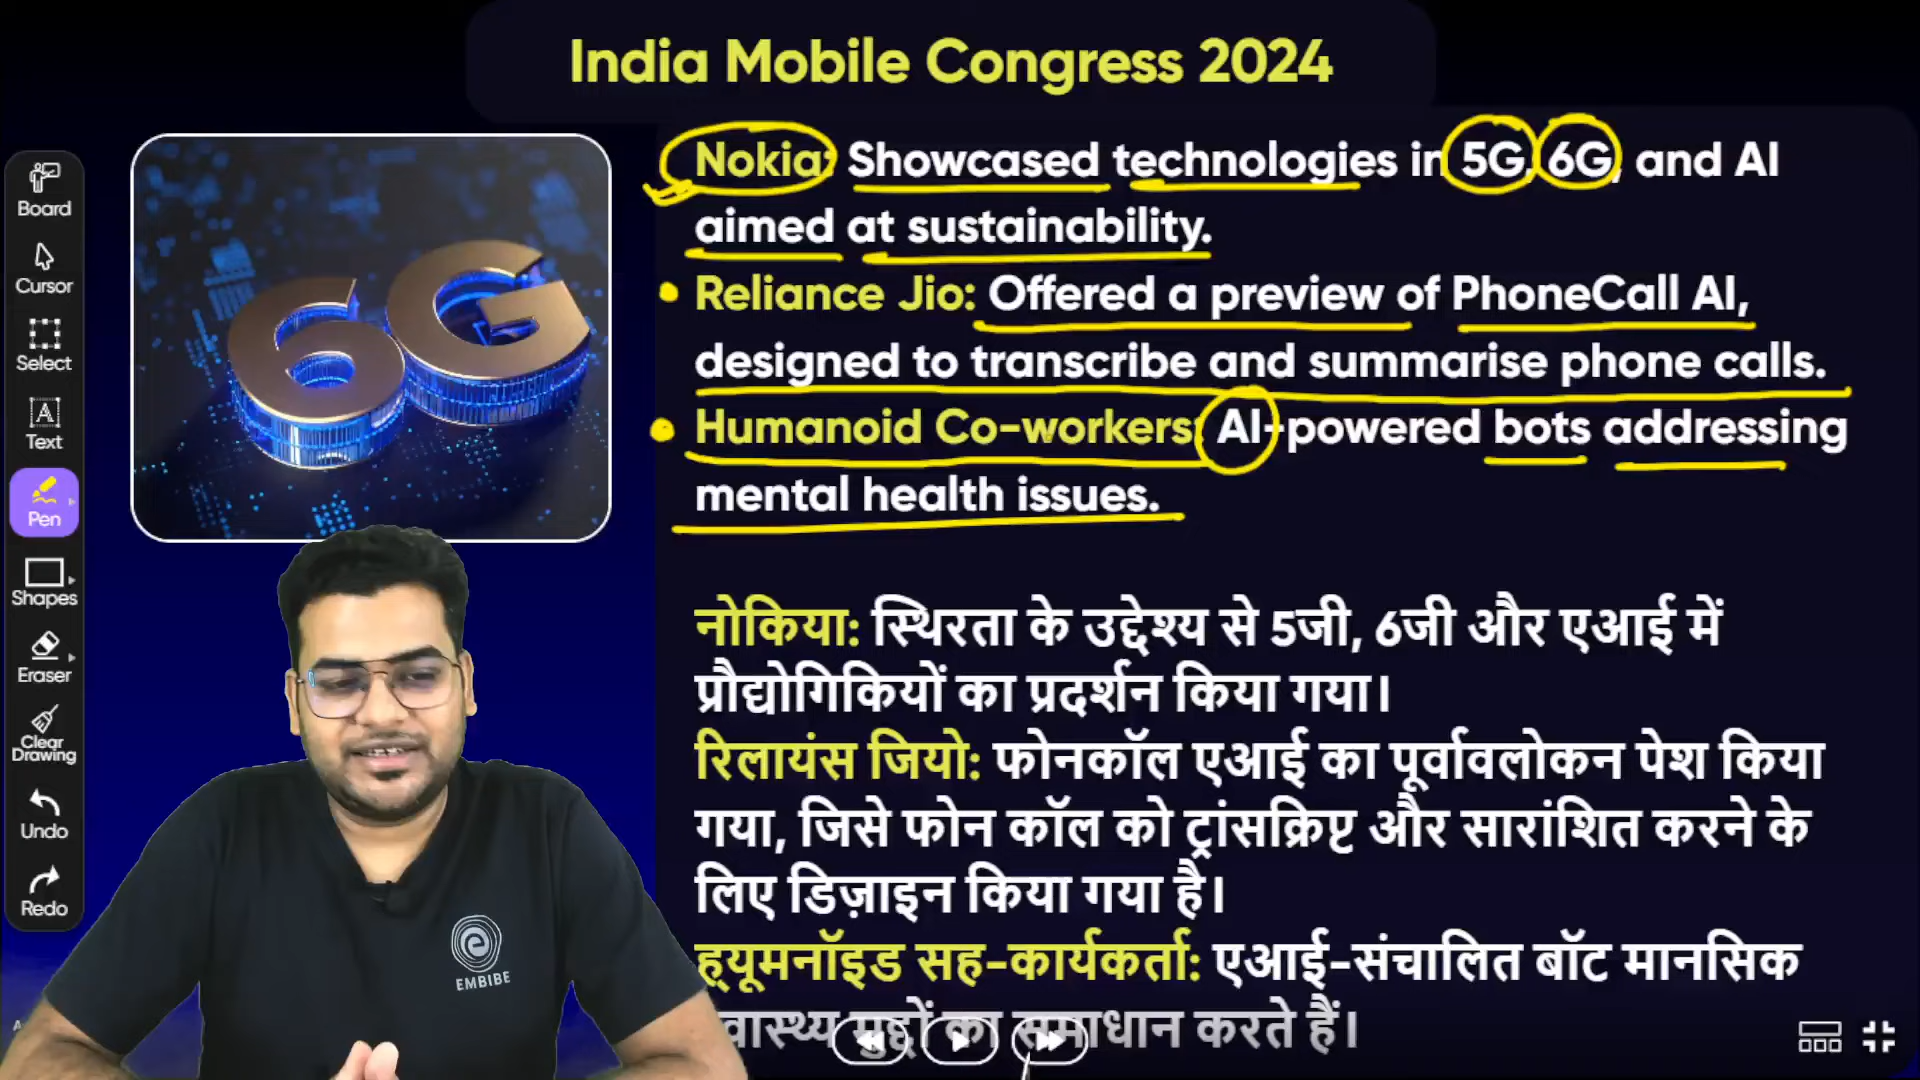 India Mobile Congress 2024
Nokia: Showcased technologies in 5G, 6G, and AI
aimed at sustainability.
Reliance Jio: Offered a preview of PhoneCall AI,
designed to transcribe and summarise phone calls.
Humanoid Co-workers: AI-powered bots addressing
mental health issues.
नोकिया: स्थिरता के उद्देश्य से 5जी, 6जी और एआई में
प्रौद्योगिकियों का प्रदर्शन किया गया।
रिलायंस जियो: फोनकॉल एआई का पूर्वावलोकन पेश किया
गया, जिसे फोन कॉल को ट्रांसक्रिप्ट और सारांशित करने के
लिए डिज़ाइन किया गया है।
ह्यूमनॉइड सह-कार्यकर्ता: एआई-संचालित बॉट मानसिक
मुद्दों का समाधान करते हैं।
6G
Board
Cursor
Select
Text
Pen
Shapes
Eraser
Clear
Drawing
Undo
Redo
EMBIBE